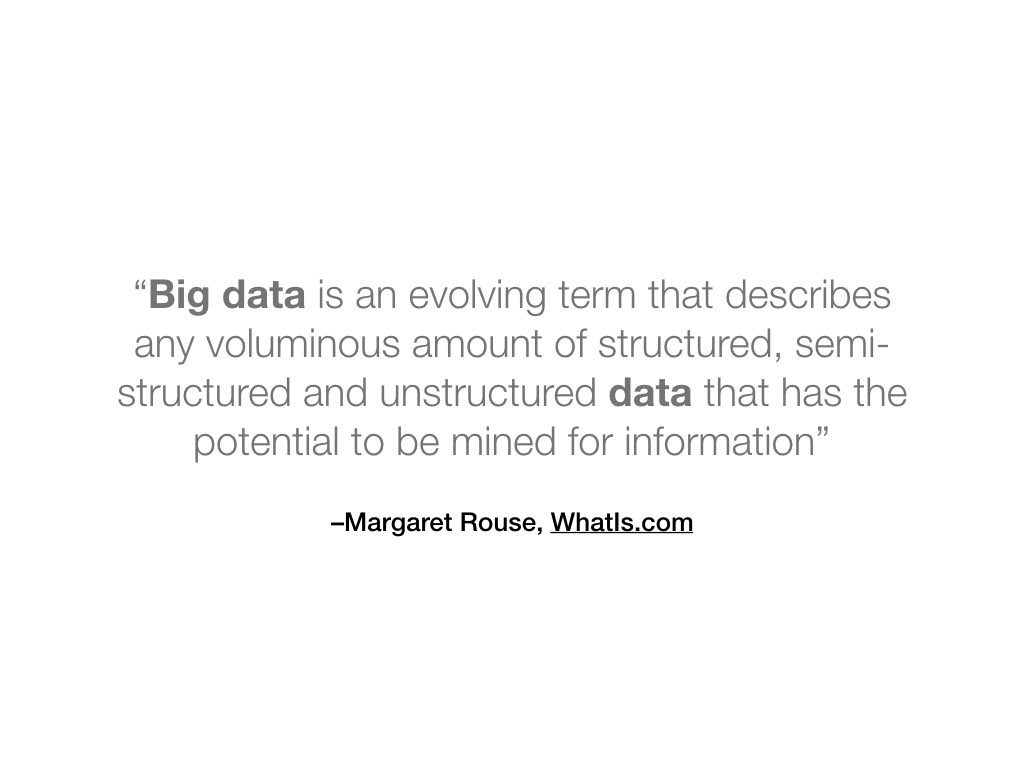 “Big data is an evolving term that describes
any voluminous amount of structured, semi-
structured and unstructured data that has the
potential to be mined for information”
–Margaret Rouse, WhatIs.com